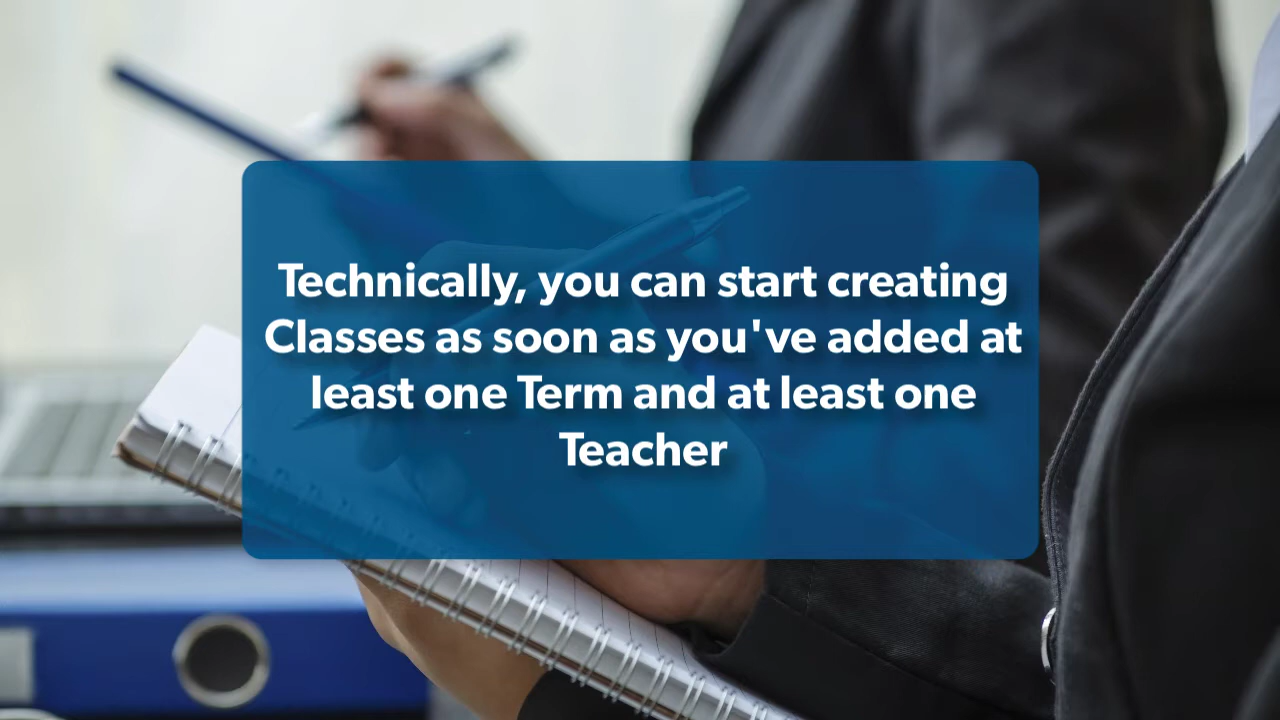 Technically, you can start creating
Classes as soon as you've added at
least one Term and at least one
Teacher